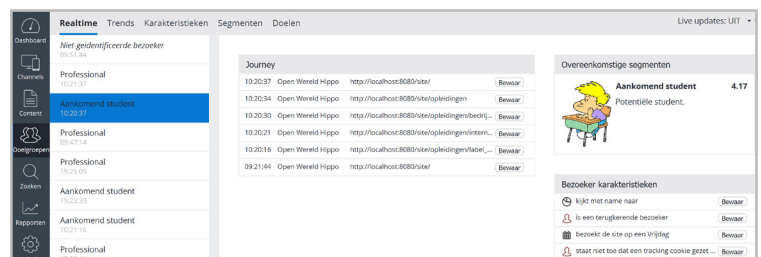 Realtime Trends Karakteristieken Segmenten Doelen
Live updates: UIT
Dashboard
Channels
Content
Doelgroepen
Zoeken
Rapporten
Niet-geïdentificeerde bezoeker
09:51:44
Professional
10:21:37
Aankomend student
10:20:37
Professional
09:47:14
Professional
15:25:09
Aankomend student
15:23:33
Aankomend student
10:21:16
Professional
Journey
10:20:37 Open Wereld Hippo http://localhost:8080/site/ Bewaar
10:20:34 Open Wereld Hippo http://localhost:8080/site/opleidingen Bewaar
10:20:30 Open Wereld Hippo http://localhost:8080/site/opleidingen/bedrij... Bewaar
10:20:21 Open Wereld Hippo http://localhost:8080/site/opleidingen/intern... Bewaar
10:20:16 Open Wereld Hippo http://localhost:8080/site/opleidingen/label_... Bewaar
09:21:44 Open Wereld Hippo http://localhost:8080/site/ Bewaar
Overeenkomstige segmenten
Aankomend student 4.17
Potentiële student.
Bezoeker karakteristieken
kijkt met name naar Bewaar
is een terugkerende bezoeker Bewaar
bezoekt de site op een Vrijdag Bewaar
staat niet toe dat een tracking cookie gezet ... Bewaar